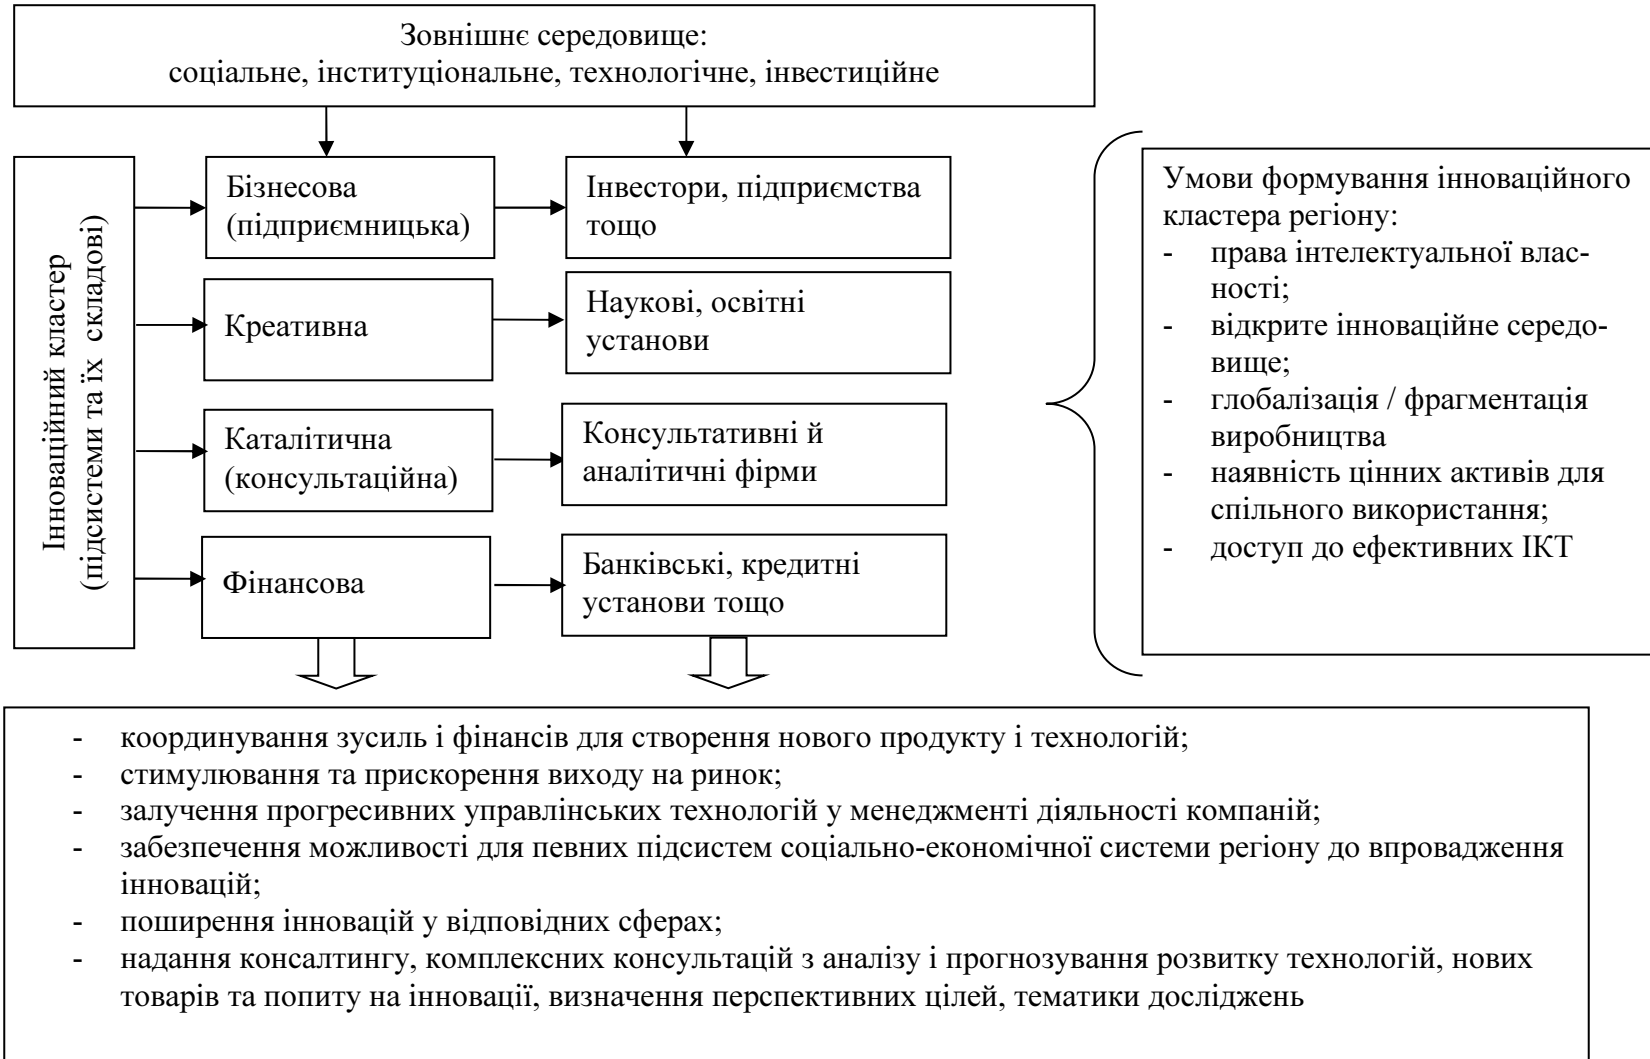 Зовнішнє середовище:
соціальне, інституціональне, технологічне, інвестиційне
Інноваційний кластер
(підсистеми та їх складові)
Бізнесова
(підприємницька)
Інвестори, підприємства
тощо
Креативна
Наукові, освітні
установи
Каталітична
(консультаційна)
Консультативні й
аналітичні фірми
Фінансова
Банківські, кредитні
установи тощо
Умови формування інноваційного
кластера регіону:
- права інтелектуальної влас-
ності;
- відкрите інноваційне середо-
вище;
- глобалізація / фрагментація
виробництва
- наявність цінних активів для
спільного використання;
- доступ до ефективних ІКТ
- координування зусиль і фінансів для створення нового продукту і технологій;
- стимулювання та прискорення виходу на ринок;
- залучення прогресивних управлінських технологій у менеджменті діяльності компаній;
- забезпечення можливості для певних підсистем соціально-економічної системи регіону до впровадження
інновацій;
- поширення інновацій у відповідних сферах;
- надання консалтингу, комплексних консультацій з аналізу і прогнозування розвитку технологій, нових
товарів та попиту на інновації, визначення перспективних цілей, тематики досліджень